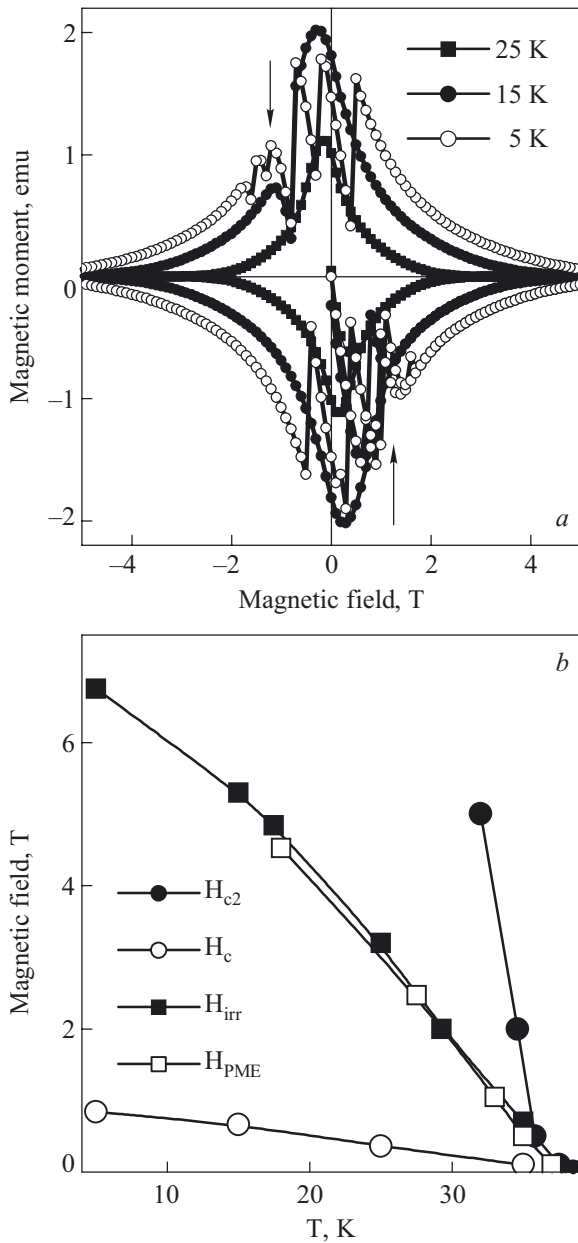 2
25 K
15 K
5 K
1
0
–1
–2
a
–4 –2 0 2 4
Magnetic moment, emu
Magnetic field, T
b
6
4
2
0
H_c2
H_c
H_irr
H_PME
10 20 30
Magnetic field, T
T, K